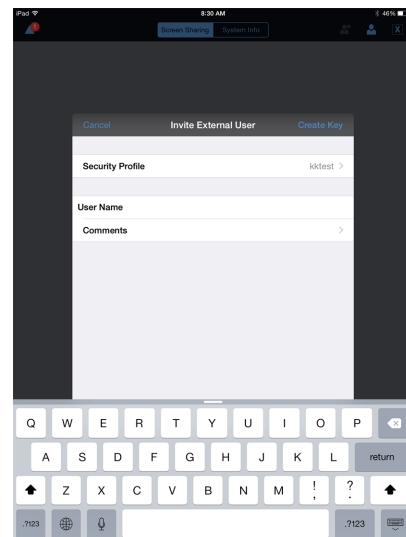 iPad 8:30 AM 46%
1 Screen Sharing System Info X
Cancel Invite External User Create Key
Security Profile kktest >
User Name
Comments >
Q W E R T Y U I O P
A S D F G H J K L return
Z X C V B N M ! , ? .
.?123 .?123